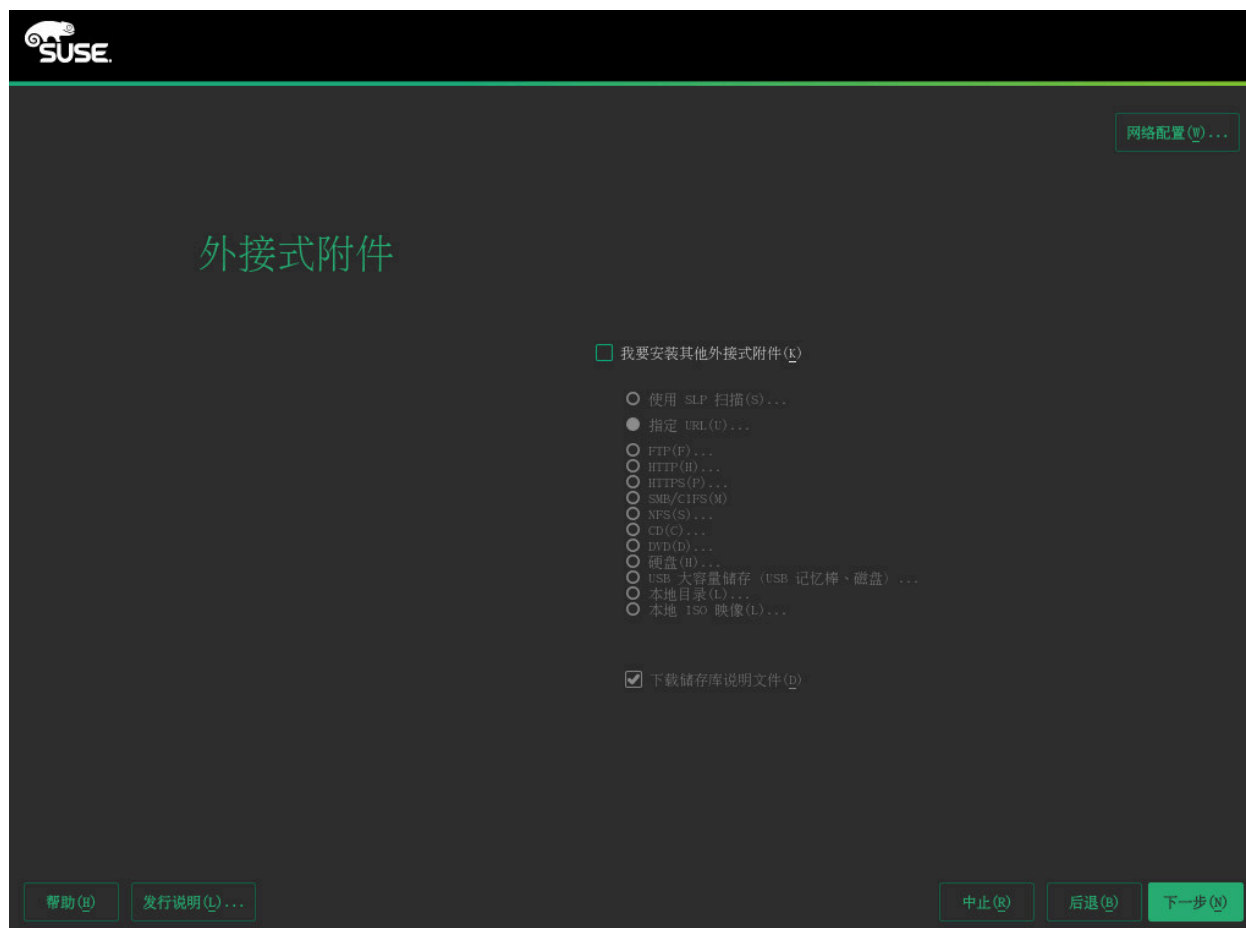 SUSE.
网络配置(W)...
外接式附件
我要安装其他外接式附件(K)
使用 SLP 扫描(S)...
指定 URL(U)...
FTP(F)...
HTTP(H)...
HTTPS(P)...
SMB/CIFS(M)
NFS(S)...
CD(C)...
DVD(D)...
硬盘(H)...
USB 大容量储存（USB 记忆棒、磁盘）...
本地目录(L)...
本地 ISO 映像(L)...
下载储存库说明文件(D)
帮助(H) 发行说明(L)... 中止(R) 后退(B) 下一步(N)